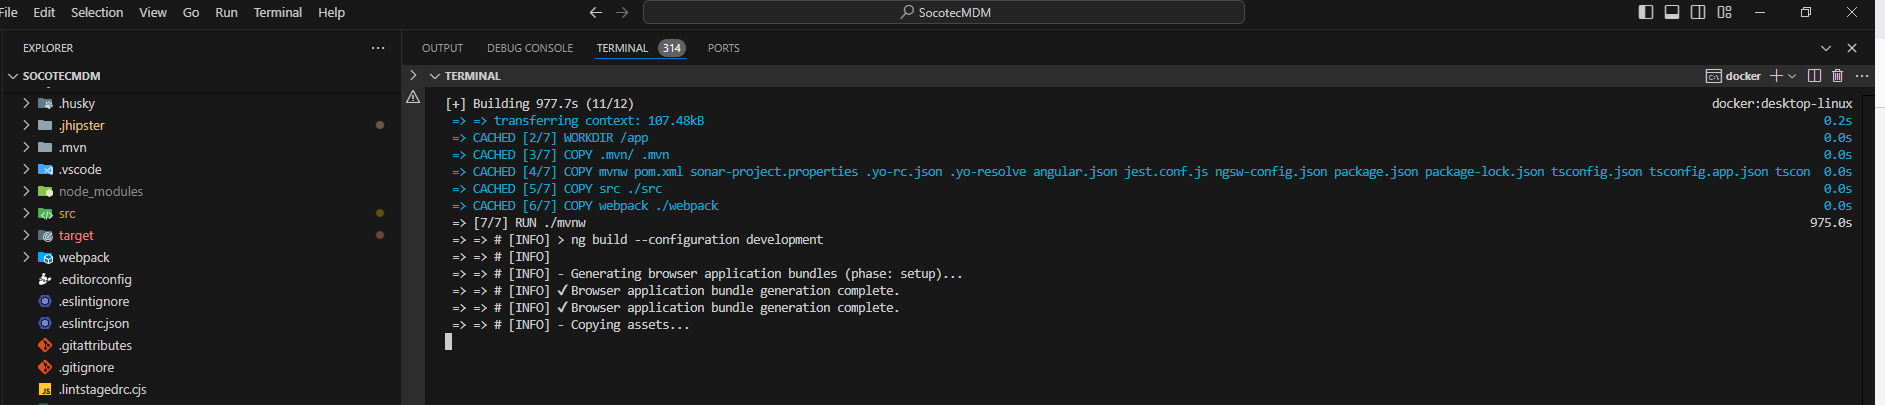 File Edit Selection View Go Run Terminal Help
SocotecMDM
EXPLORER
OUTPUT DEBUG CONSOLE TERMINAL 314 PORTS
SOCOTECMDM
TERMINAL
docker
.husky
.jhipster
.mvn
.vscode
node_modules
src
target
webpack
.editorconfig
.eslintignore
.eslintrc.json
.gitattributes
.gitignore
.lintstagedrc.cjs
[+] Building 977.7s (11/12) docker:desktop-linux
=> => transferring context: 107.48kB 0.2s
=> CACHED [2/7] WORKDIR /app 0.0s
=> CACHED [3/7] COPY .mvn/ .mvn 0.0s
=> CACHED [4/7] COPY mvnw pom.xml sonar-project.properties .yo-rc.json .yo-resolve angular.json jest.conf.js ngsw-config.json package.json package-lock.json tsconfig.json tsconfig.app.json tscon 0.0s
=> CACHED [5/7] COPY src ./src 0.0s
=> CACHED [6/7] COPY webpack ./webpack 0.0s
=> [7/7] RUN ./mvnw 975.0s
=> => # [INFO] > ng build --configuration development
=> => # [INFO]
=> => # [INFO] - Generating browser application bundles (phase: setup)...
=> => # [INFO] ✔ Browser application bundle generation complete.
=> => # [INFO] ✔ Browser application bundle generation complete.
=> => # [INFO] - Copying assets...